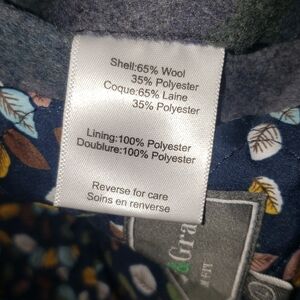 Shell:65% Wool
35% Polyester
Coque:65% Laine
35% Polyester
Lining:100% Polyester
Doublure:100% Polyester
Reverse for care
Soins en renverse